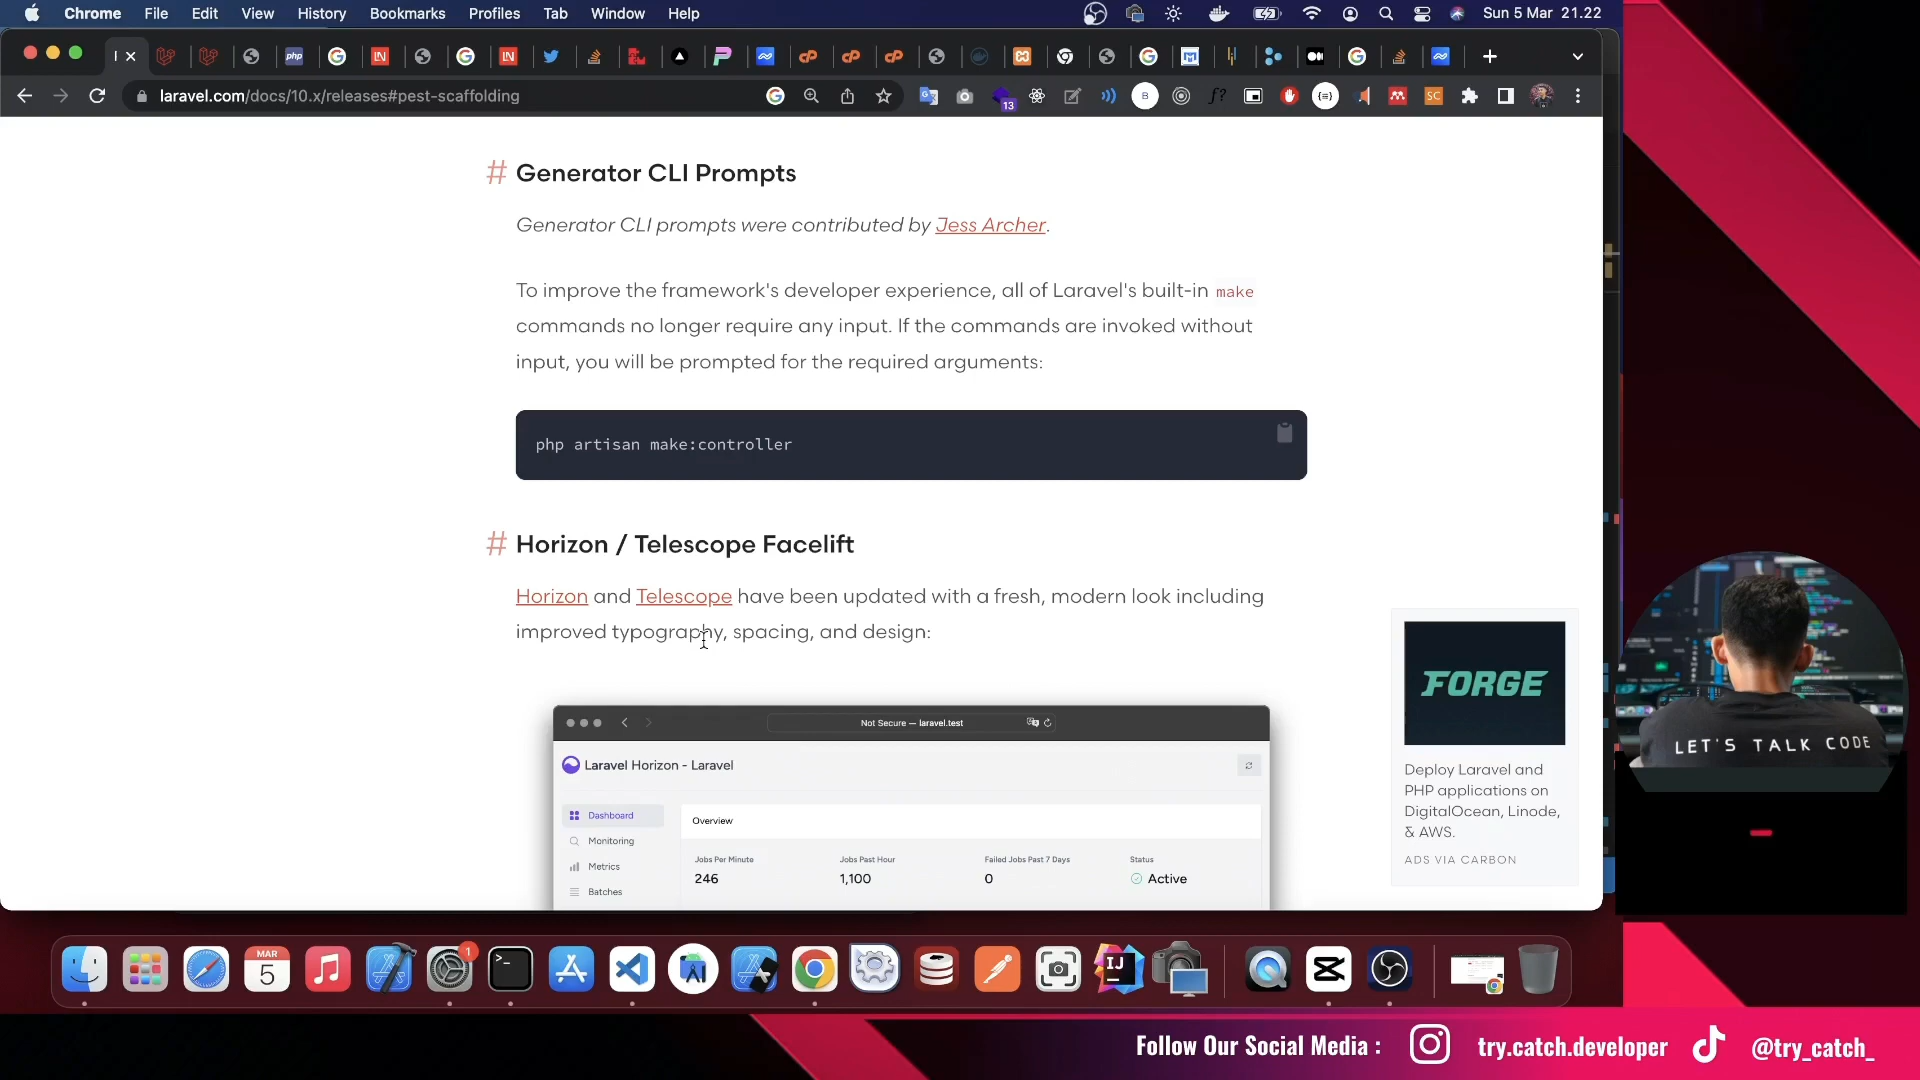 Chrome File Edit View History Bookmarks Profiles Tab Window Help Sun 5 Mar 21.22
laravel.com/docs/10.x/releases#pest-scaffolding
# Generator CLI Prompts
Generator CLI prompts were contributed by Jess Archer.
To improve the framework's developer experience, all of Laravel's built-in make
commands no longer require any input. If the commands are invoked without
input, you will be prompted for the required arguments:
php artisan make:controller
# Horizon / Telescope Facelift
Horizon and Telescope have been updated with a fresh, modern look including
improved typography, spacing, and design:
Not Secure — laravel.test
Laravel Horizon - Laravel
Dashboard
Monitoring
Metrics
Batches
Overview
Jobs Per Minute Jobs Past Hour Failed Jobs Past 7 Days Status
246 1,100 0 Active
FORGE
Deploy Laravel and
PHP applications on
DigitalOcean, Linode,
& AWS.
ADS VIA CARBON
LET'S TALK CODE
MAR
5
1
IJ
Follow Our Social Media : try.catch.developer @try_catch_